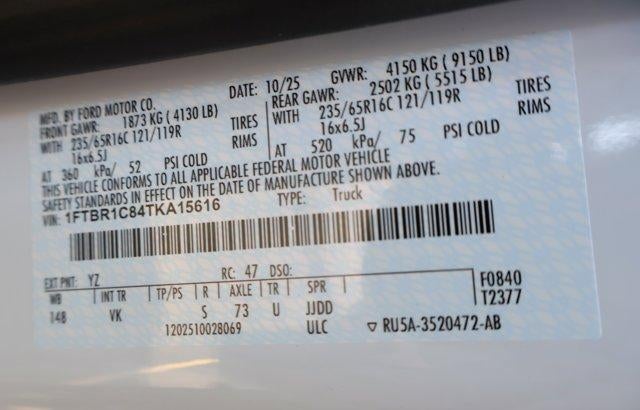 MFD. BY FORD MOTOR CO. DATE: 10/25 GVWR: 4150 KG ( 9150 LB)
FRONT GAWR: 1873 KG ( 4130 LB) REAR GAWR: 2502 KG ( 5515 LB)
WITH 235/65R16C 121/119R TIRES WITH 235/65R16C 121/119R TIRES
16x6.5J RIMS 16x6.5J RIMS
AT 360 kPa/ 52 PSI COLD AT 520 kPa/ 75 PSI COLD
THIS VEHICLE CONFORMS TO ALL APPLICABLE FEDERAL MOTOR VEHICLE
SAFETY STANDARDS IN EFFECT ON THE DATE OF MANUFACTURE SHOWN ABOVE.
VIN: 1FTBR1C84TKA15616 TYPE: Truck
EXT PNT: YZ RC: 47 DSO: F0840
WB INT TR TP/PS R AXLE TR SPR T2377
148 VK S 73 U JJDD
1202510028069 ULC ▽ RU5A-3520472-AB